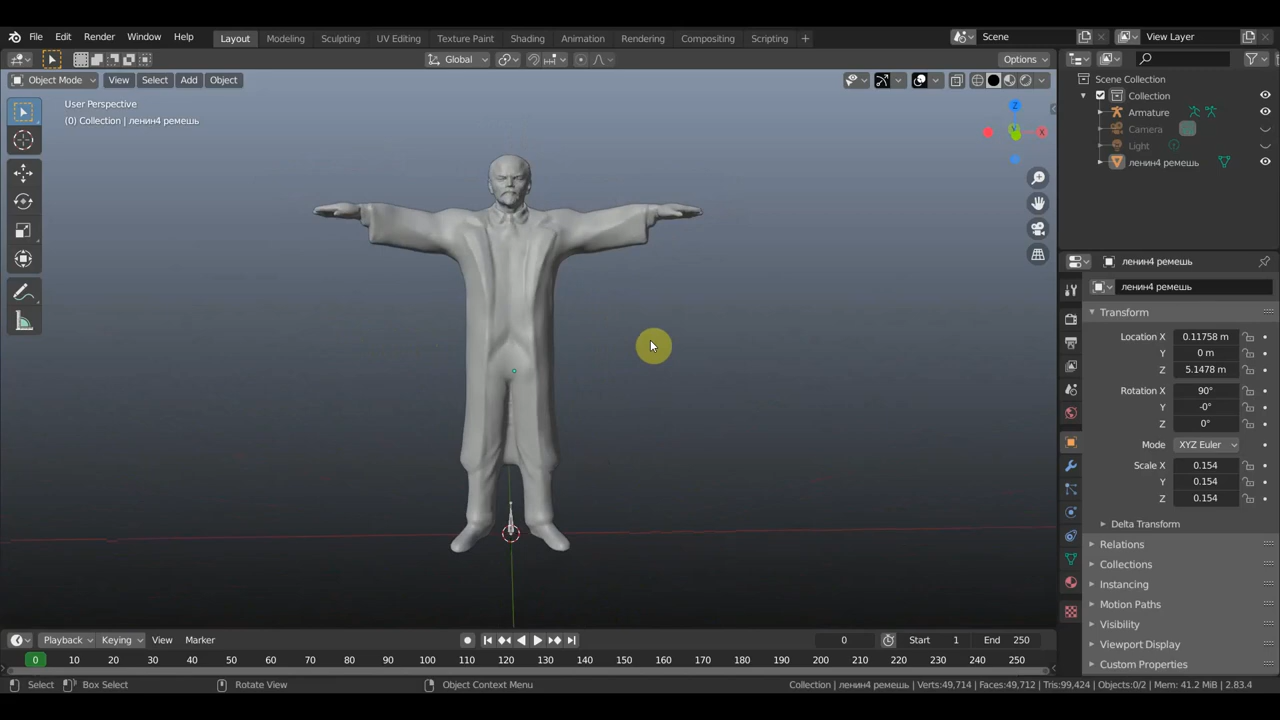 File Edit Render Window Help Layout Modeling Sculpting UV Editing Texture Paint Shading Animation Rendering Compositing Scripting + Scene View Layer
Global Options
Object Mode View Select Add Object
User Perspective
(0) Collection | ленин4 ремешь
Z
Y
X
Scene Collection
Collection
Armature
Camera
Light
ленин4 ремешь
ленин4 ремешь
ленин4 ремешь
Transform
Location X 0.11758 m
Y 0 m
Z 5.1478 m
Rotation X 90°
Y -0°
Z 0°
Mode XYZ Euler
Scale X 0.154
Y 0.154
Z 0.154
Delta Transform
Relations
Collections
Instancing
Motion Paths
Visibility
Viewport Display
Custom Properties
Playback Keying View Marker 0 Start 1 End 250
0 10 20 30 40 50 60 70 80 90 100 110 120 130 140 150 160 170 180 190 200 210 220 230 240 250
Select Box Select Rotate View Object Context Menu Collection | ленин4 ремешь | Verts:49,714 | Faces:49,712 | Tris:99,424 | Objects:0/2 | Mem: 41.2 MiB | 2.83.4